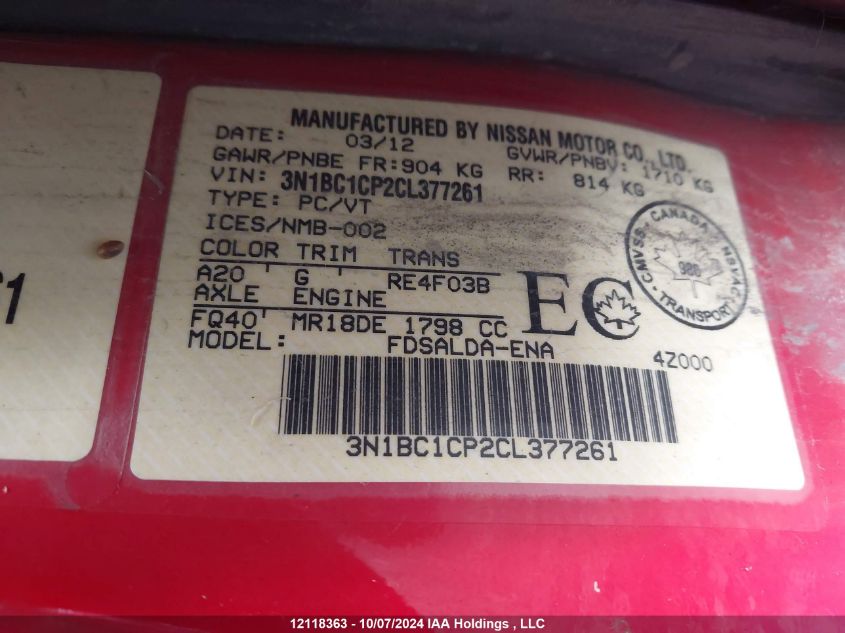 MANUFACTURED BY NISSAN MOTOR CO., LTD.
DATE: 03/12 GVWR/PNBV: 1710 KG
GAWR/PNBE FR: 904 KG RR: 814 KG
VIN: 3N1BC1CP2CL377261
TYPE: PC/VT
ICES/NMB-002
COLOR TRIM TRANS
A20 G RE4F03B
AXLE ENGINE
FQ40 MR18DE 1798 CC
MODEL: FDSALDA-ENA
4Z000
EC
CANADA
CMVSS
NSVAC
TRANSPORT
3N1BC1CP2CL377261
12118363 - 10/07/2024 IAA Holdings , LLC